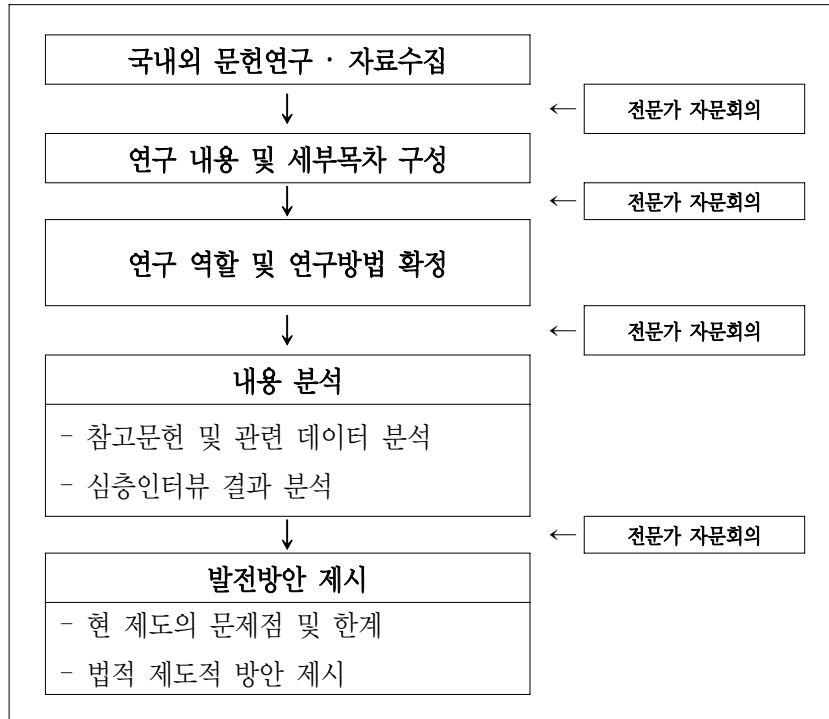 국내외 문헌연구 · 자료수집
↓
← 전문가 자문회의
연구 내용 및 세부목차 구성
↓
← 전문가 자문회의
연구 역할 및 연구방법 확정
↓
← 전문가 자문회의
내용 분석
- 참고문헌 및 관련 데이터 분석
- 심층인터뷰 결과 분석
↓
← 전문가 자문회의
발전방안 제시
- 현 제도의 문제점 및 한계
- 법적 제도적 방안 제시